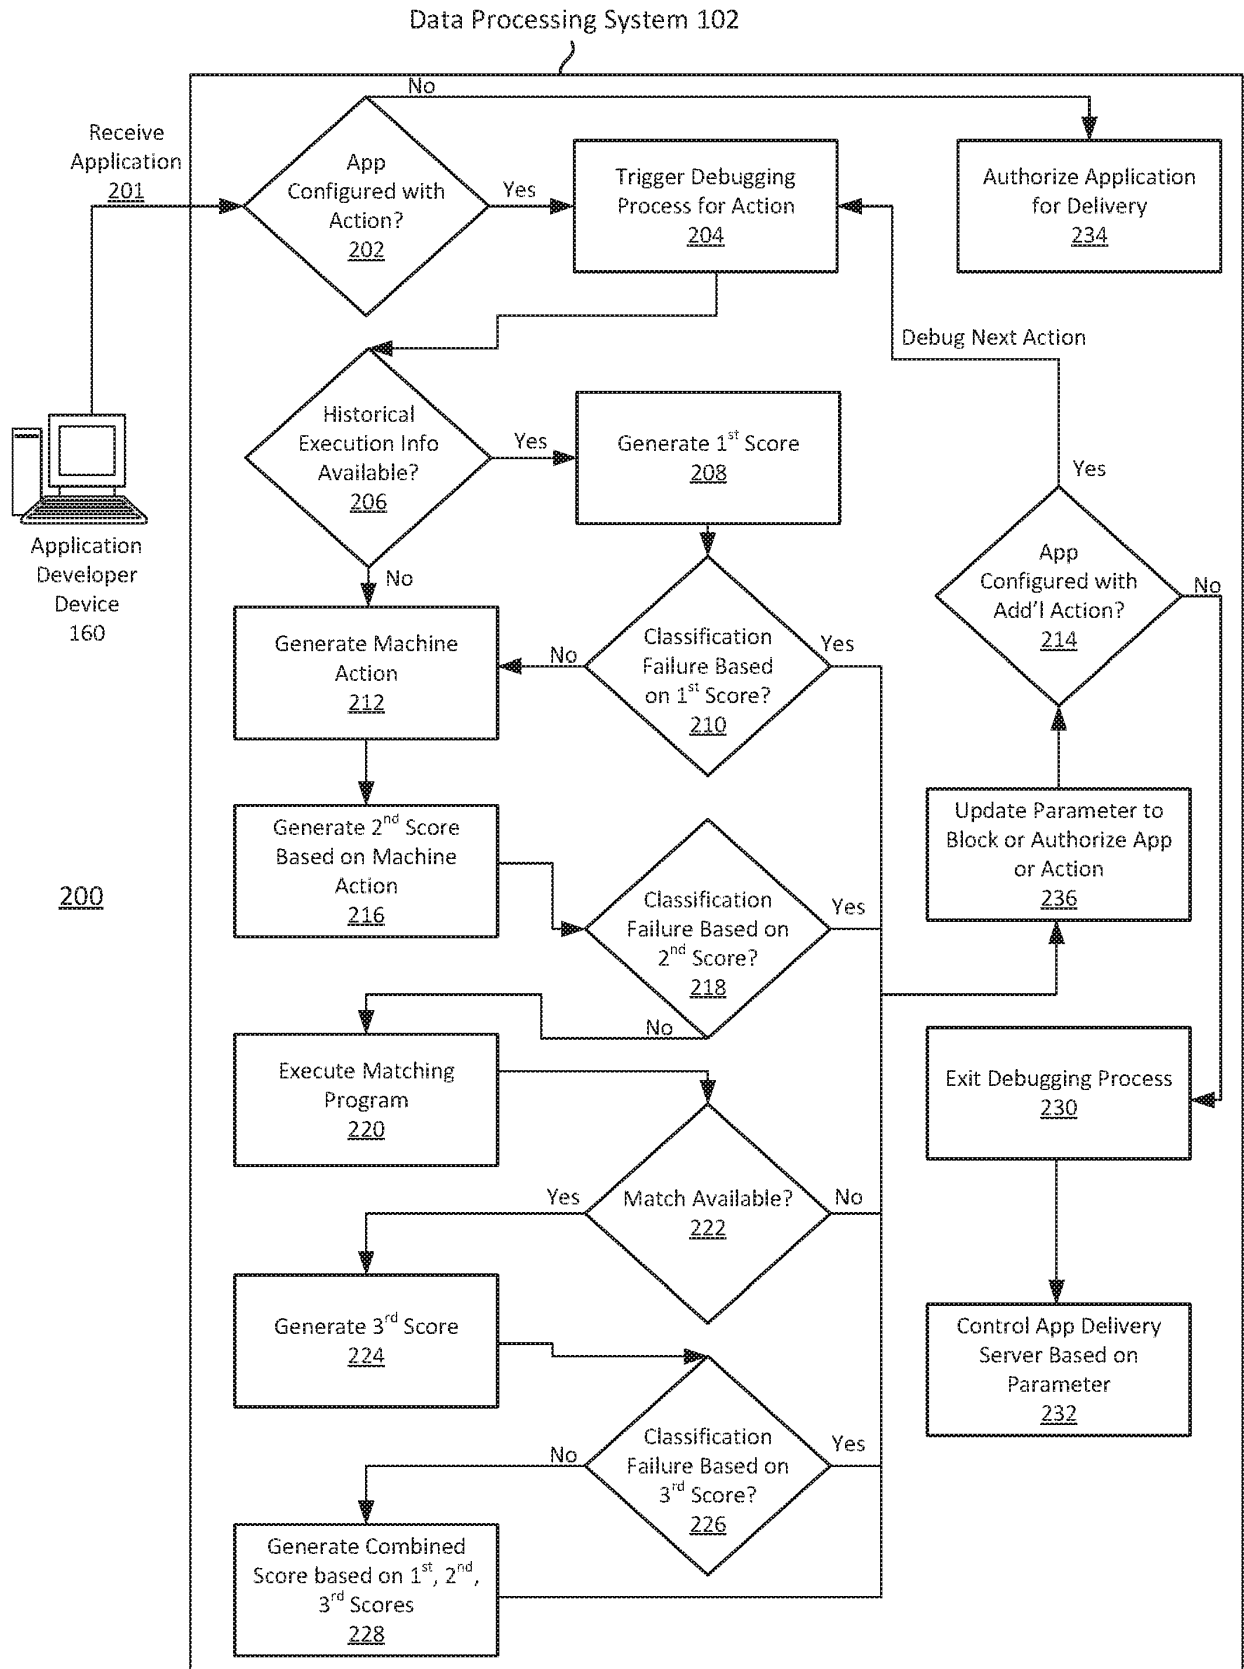 Data Processing System 102
Receive
Application
201
No
App
Configured with
Action?
202
Yes
Trigger Debugging
Process for Action
204
Authorize Application
for Delivery
234
Debug Next Action
Historical
Execution Info
Available?
206
Yes
Generate 1st Score
208
Yes
No
Application
Developer
Device
160
App
Configured with
Add'l Action?
214
No
Generate Machine
Action
212
No
Classification
Failure Based
on 1st Score?
210
Yes
Generate 2nd Score
Based on Machine
Action
216
Classification
Failure Based on
2nd Score?
218
Yes
Update Parameter to
Block or Authorize App
or Action
236
200
No
Execute Matching
Program
220
Exit Debugging Process
230
Yes
Match Available?
222
No
Generate 3rd Score
224
Control App Delivery
Server Based on
Parameter
232
No
Classification
Failure Based on
3rd Score?
226
Yes
Generate Combined
Score based on 1st, 2nd,
3rd Scores
228